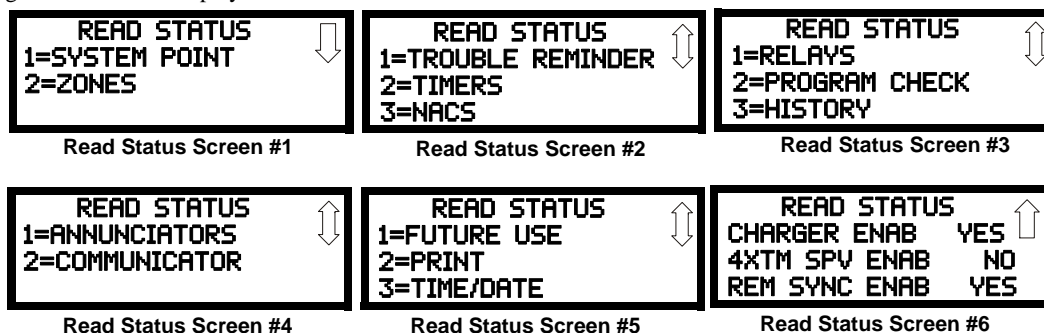 READ STATUS
1=SYSTEM POINT
2=ZONES
Read Status Screen #1
READ STATUS
1=TROUBLE REMINDER
2=TIMERS
3=NACS
Read Status Screen #2
READ STATUS
1=RELAYS
2=PROGRAM CHECK
3=HISTORY
Read Status Screen #3
READ STATUS
1=ANNUNCIATORS
2=COMMUNICATOR
Read Status Screen #4
READ STATUS
1=FUTURE USE
2=PRINT
3=TIME/DATE
Read Status Screen #5
READ STATUS
CHARGER ENAB YES
4XTM SPV ENAB NO
REM SYNC ENAB YES
Read Status Screen #6